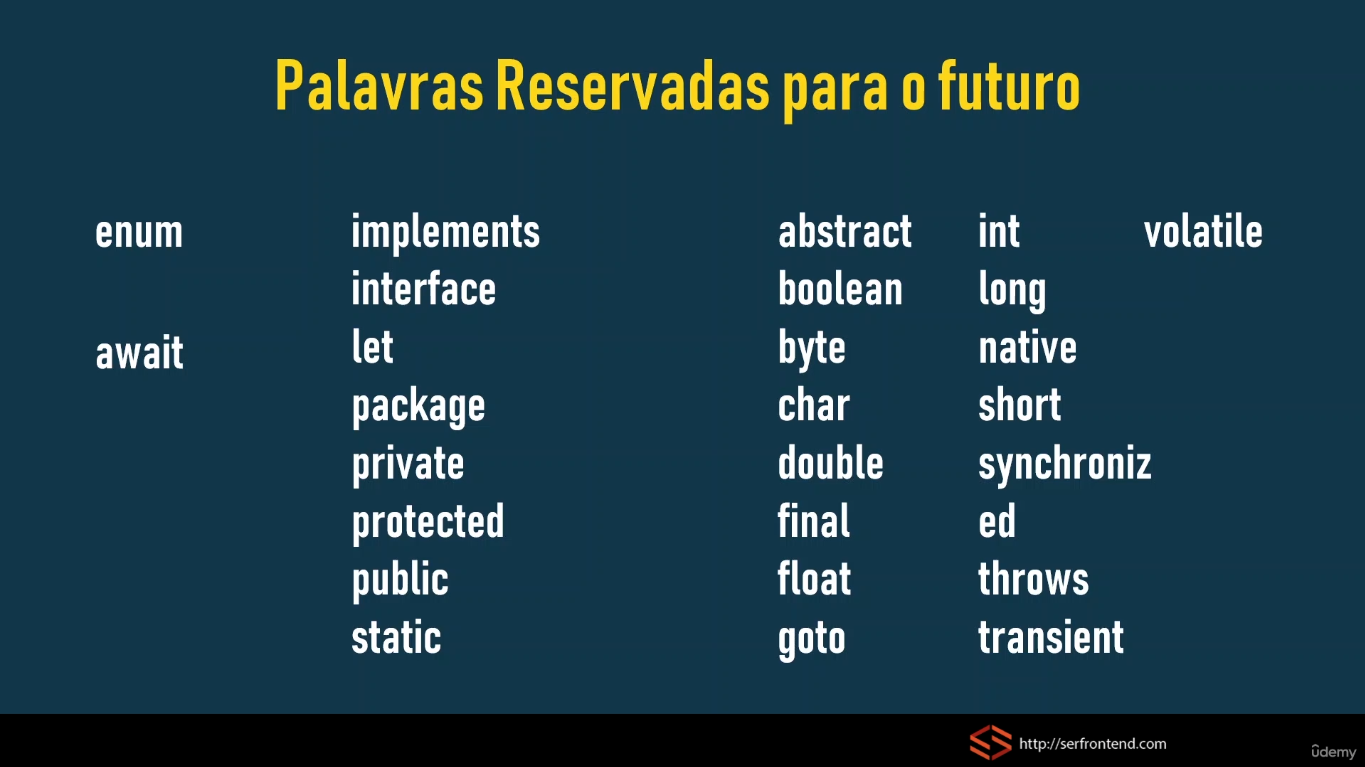 Palavras Reservadas para o futuro
enum
await
implements
interface
let
package
private
protected
public
static
abstract
boolean
byte
char
double
final
float
goto
int
long
native
short
synchroniz
ed
throws
transient
volatile
http://serfrontend.com
ûdemy